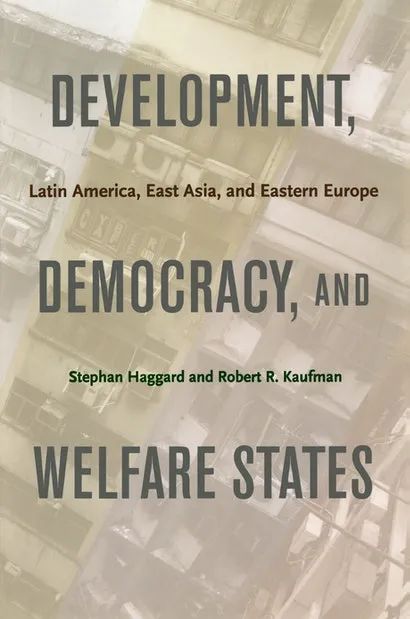 DEVELOPMENT,
Latin America, East Asia, and Eastern Europe
DEMOCRACY, AND
Stephan Haggard and Robert R. Kaufman
WELFARE STATES